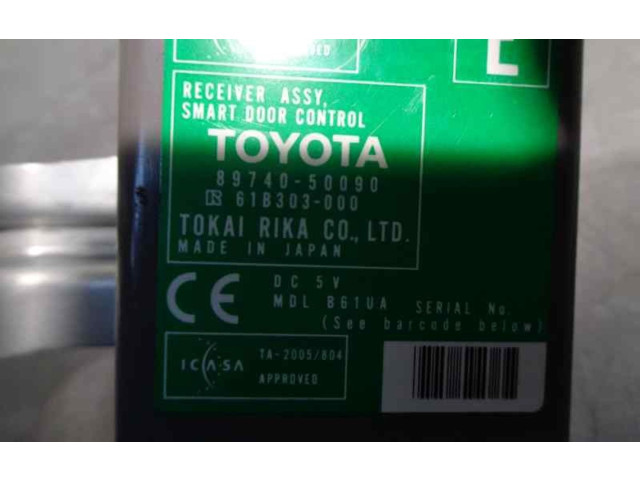 E
RECEIVER ASSY,
SMART DOOR CONTROL
TOYOTA
89740-50090
R 61B303-000
TOKAI RIKA CO., LTD.
MADE IN JAPAN
CE
DC 5V
MDL B61UA SERIAL No.
(See barcode below)
ICASA
TA-2005/804
APPROVED